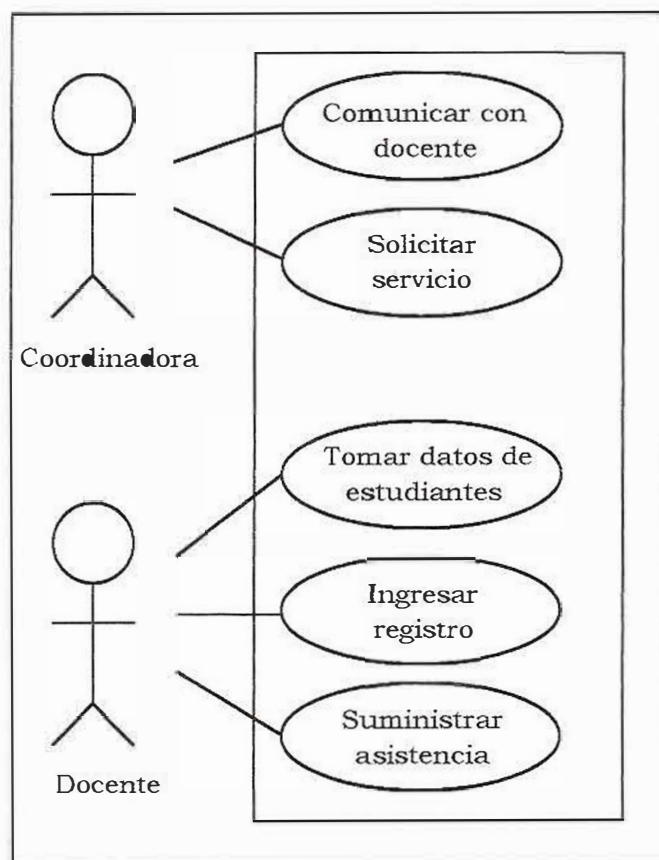 Comunicar con
docente
Solicitar
servicio
Coordinadora
Tomar datos de
estudiantes
Ingresar
registro
Suministrar
asistencia
Docente